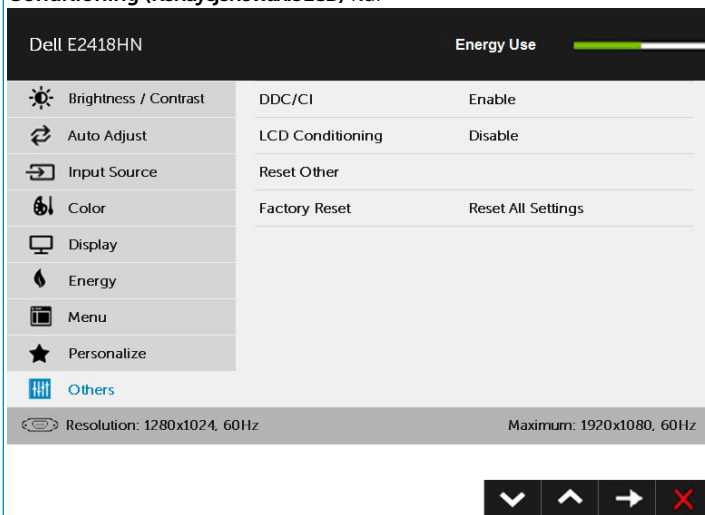 Dell E2418HN Energy Use
Brightness / Contrast DDC/CI Enable
Auto Adjust LCD Conditioning Disable
Input Source Reset Other
Color Factory Reset Reset All Settings
Display
Energy
Menu
Personalize
Others
Resolution: 1280x1024, 60Hz Maximum: 1920x1080, 60Hz